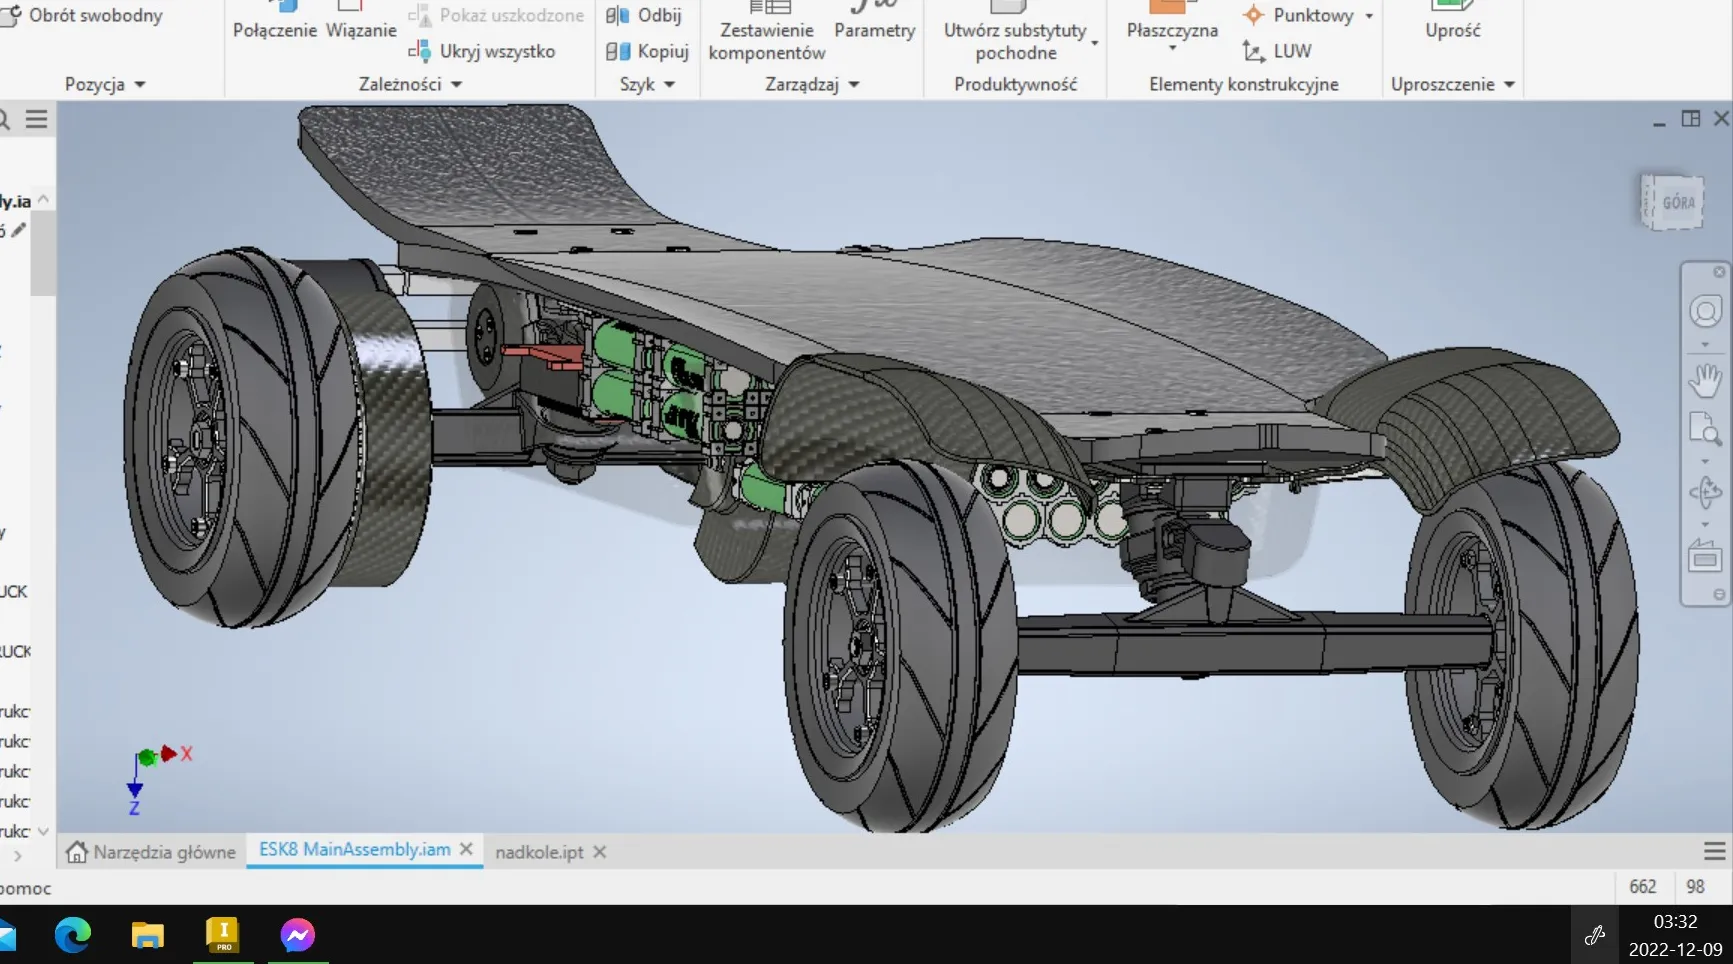 Obrót swobodny
Połączenie
Wiązanie
Pokaż uszkodzone
Ukryj wszystko
Odbij
Kopiuj
Zestawienie
komponentów
Parametry
Utwórz substytuty
pochodne
Płaszczyzna
Punktowy
LUW
Uprość
Pozycja
Zależności
Szyk
Zarządzaj
Produktywność
Elementy konstrukcyjne
Uproszczenie
ly.ia
GÓRA
UCK
RUCK
rukc
rukc
rukc
rukc
rukc
X
Z
Narzędzia główne
ESK8 MainAssembly.iam
nadkole.ipt
pomoc
662
98
I
PRO
03:32
2022-12-09